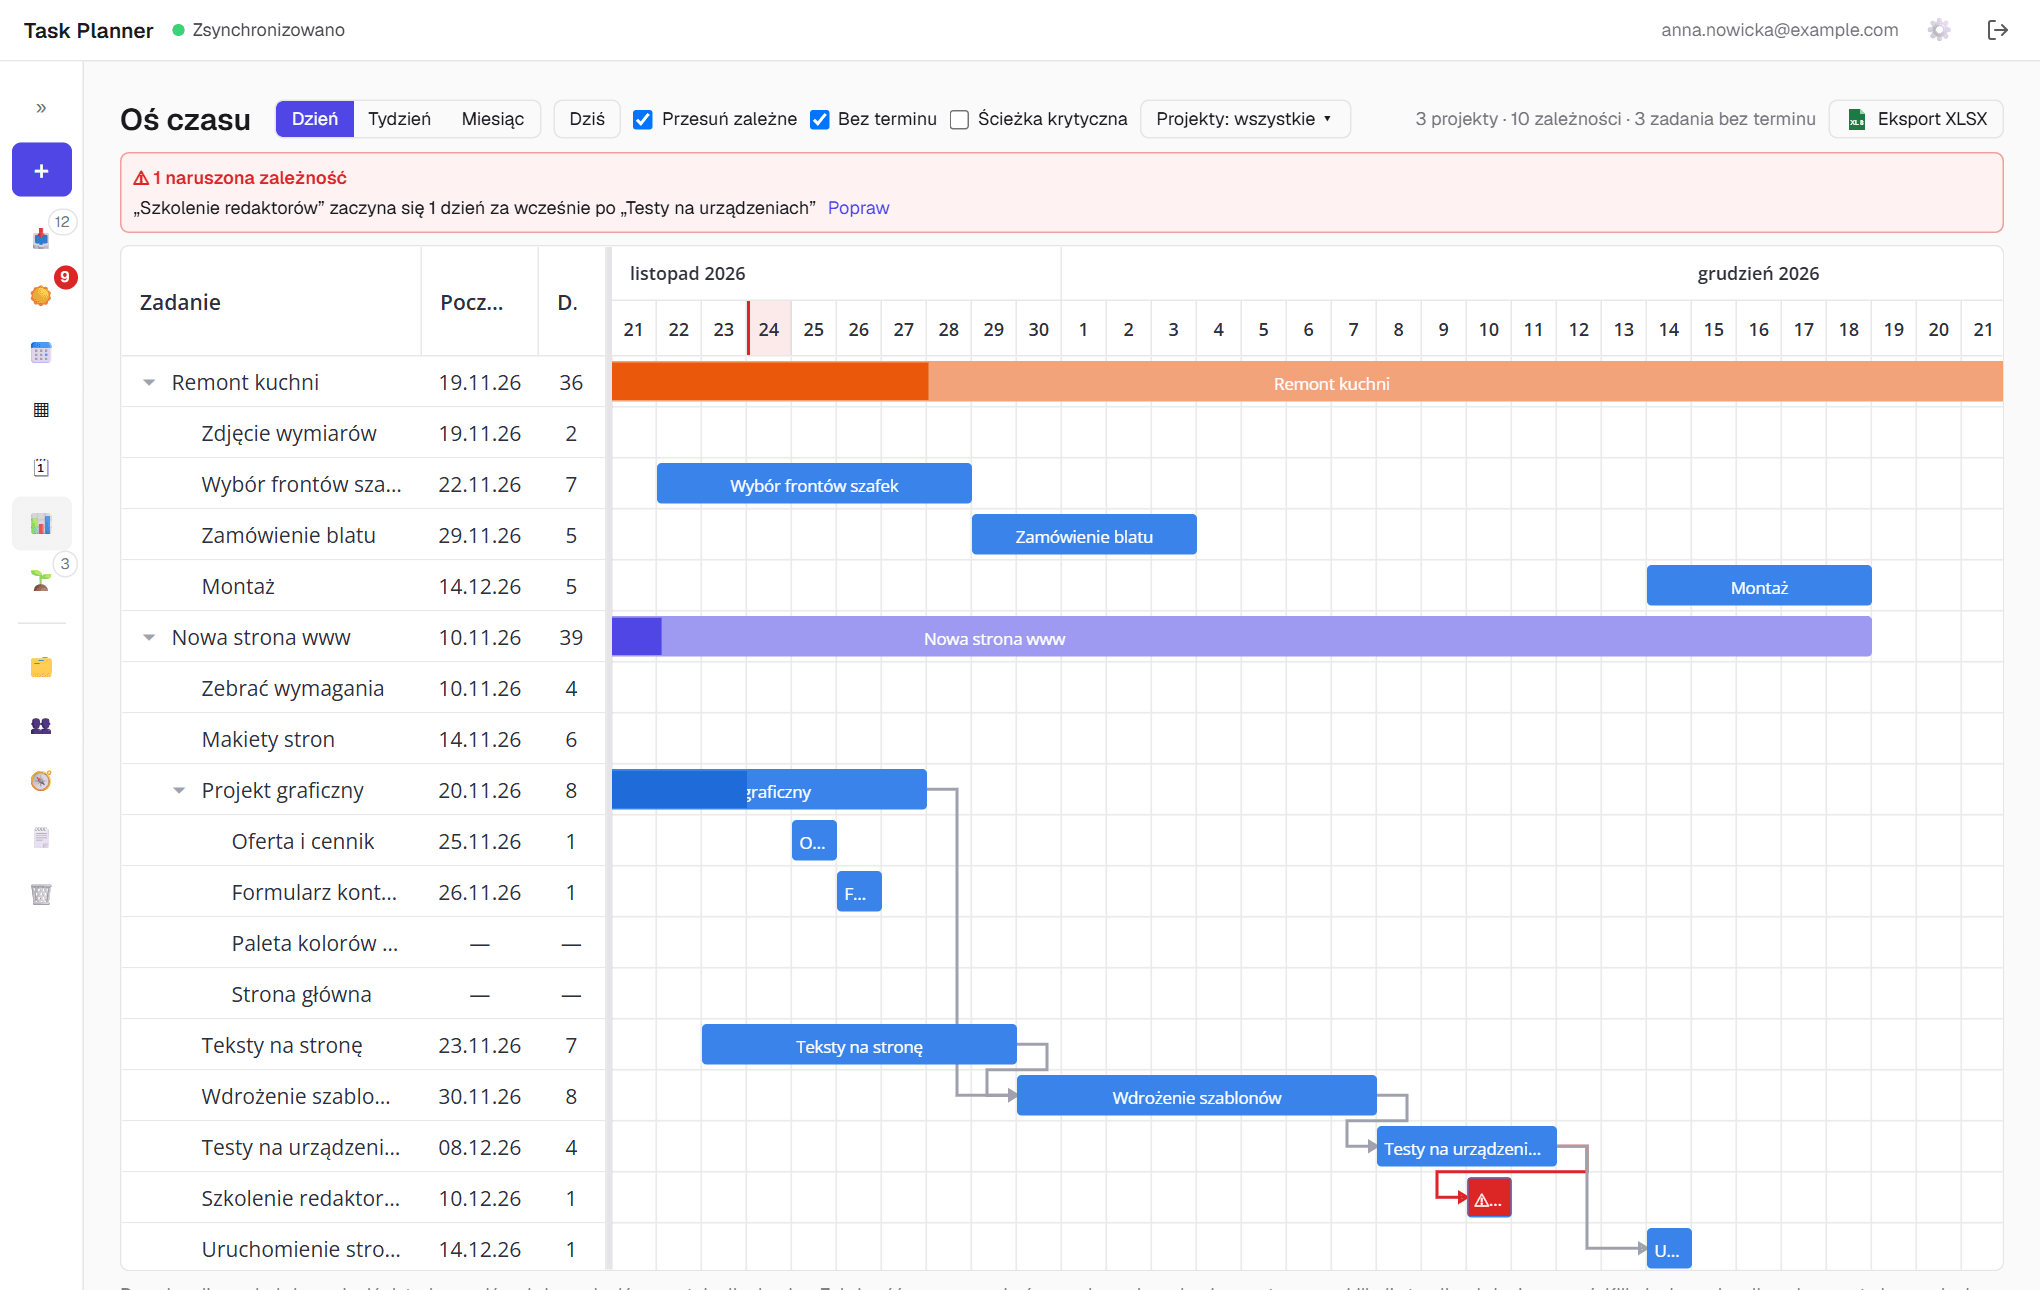 Task Planner Zsynchronizowano anna.nowicka@example.com
»
Oś czasu Dzień Tydzień Miesiąc Dziś Przesuń zależne Bez terminu Ścieżka krytyczna Projekty: wszystkie ▾ 3 projekty · 10 zależności · 3 zadania bez terminu Eksport XLSX
+
12
9
3
⚠ 1 naruszona zależność
„Szkolenie redaktorów” zaczyna się 1 dzień za wcześnie po „Testy na urządzeniach” Popraw
Zadanie Pocz... D. listopad 2026 grudzień 2026
21 22 23 24 25 26 27 28 29 30 1 2 3 4 5 6 7 8 9 10 11 12 13 14 15 16 17 18 19 20 21
Remont kuchni 19.11.26 36 Remont kuchni
Zdjęcie wymiarów 19.11.26 2
Wybór frontów sza... 22.11.26 7 Wybór frontów szafek
Zamówienie blatu 29.11.26 5 Zamówienie blatu
Montaż 14.12.26 5 Montaż
Nowa strona www 10.11.26 39 Nowa strona www
Zebrać wymagania 10.11.26 4
Makiety stron 14.11.26 6
Projekt graficzny 20.11.26 8 graficzny
Oferta i cennik 25.11.26 1 O...
Formularz kont... 26.11.26 1 F...
Paleta kolorów ... — —
Strona główna — —
Teksty na stronę 23.11.26 7 Teksty na stronę
Wdrożenie szablo... 30.11.26 8 Wdrożenie szablonów
Testy na urządzeni... 08.12.26 4 Testy na urządzeni...
Szkolenie redaktor... 10.12.26 1 ⚠...
Uruchomienie stro... 14.12.26 1 U...